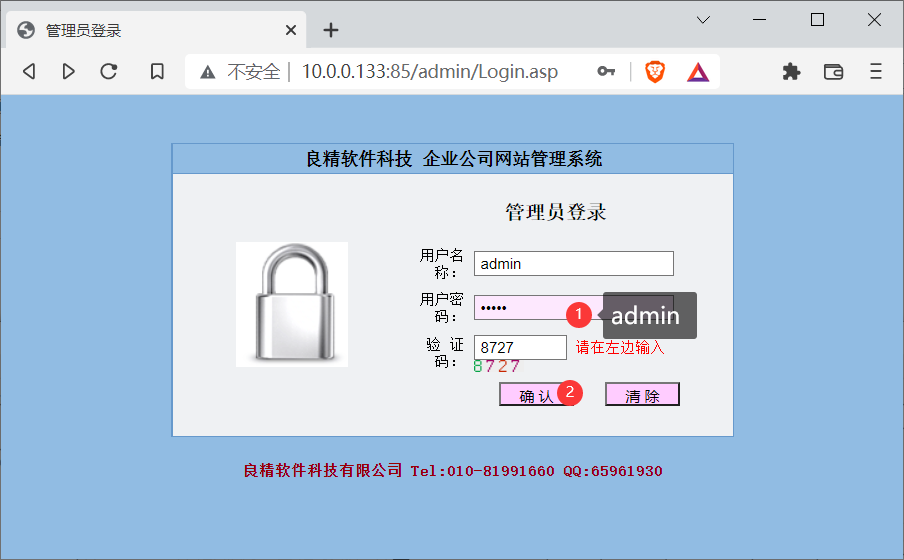 管理员登录
不安全 10.0.0.133:85/admin/Login.asp
良精软件科技 企业公司网站管理系统
管理员登录
用户名
称： admin
用户密
码： ••••• 1 admin
验 证
码： 8727 请在左边输入
8727
确 认 2 清 除
良精软件科技有限公司 Tel:010-81991660 QQ:65961930